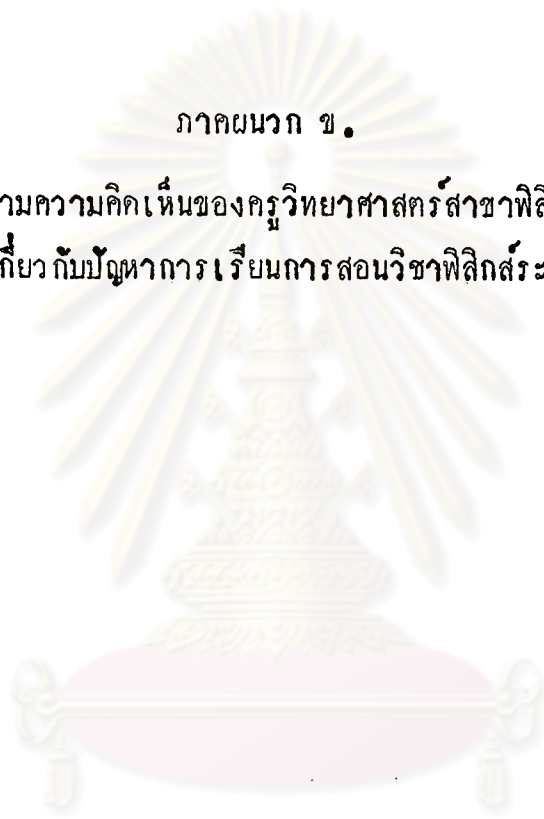 ภาคผนวก ข.
ามความคิดเห็นของครูวิทยาศาสตร์สาขาฟิสิ
กี่ยวกับปัญหาการเรียนการสอนวิชาฟิสิกส์ระ